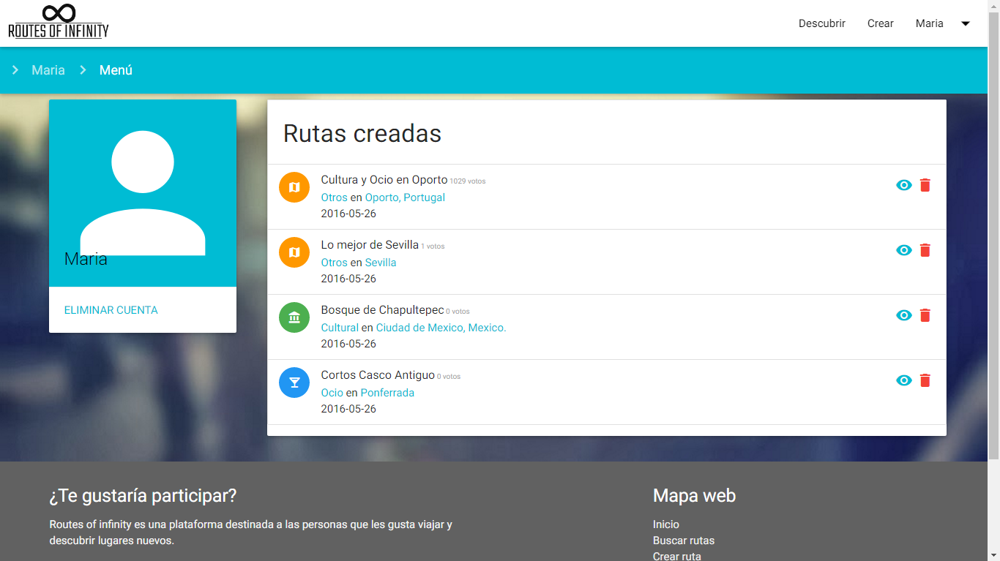 ROUTES OF INFINITY
Descubrir Crear Maria
Maria Menú
Maria
ELIMINAR CUENTA
Rutas creadas
Cultura y Ocio en Oporto 1029 votos
Otros en Oporto, Portugal
2016-05-26
Lo mejor de Sevilla 1 votos
Otros en Sevilla
2016-05-26
Bosque de Chapultepec 0 votos
Cultural en Ciudad de Mexico, Mexico.
2016-05-26
Cortos Casco Antiguo 0 votos
Ocio en Ponferrada
2016-05-26
¿Te gustaría participar?
Routes of infinity es una plataforma destinada a las personas que les gusta viajar y
descubrir lugares nuevos.
Mapa web
Inicio
Buscar rutas
Crear ruta